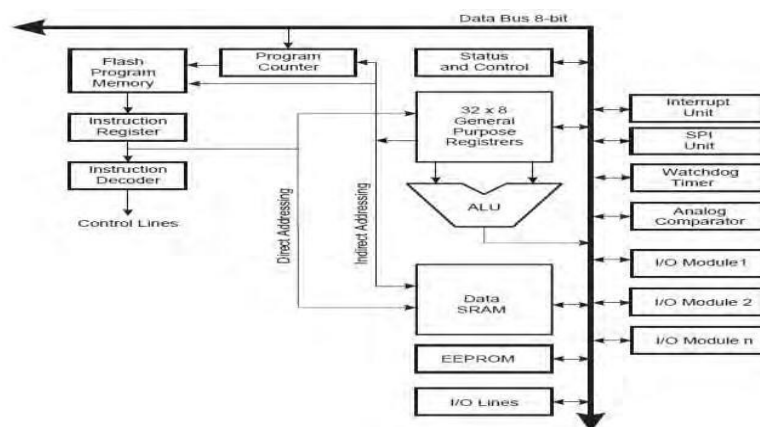 Data Bus 8-bit
Flash
Program
Memory
Program
Counter
Status
and Control
Instruction
Register
32 x 8
General
Purpose
Registrers
Interrupt
Unit
SPI
Unit
Instruction
Decoder
Watchdog
Timer
ALU
Analog
Comparator
Control Lines
Direct Addressing
Indirect Addressing
I/O Module1
Data
SRAM
I/O Module 2
I/O Module n
EEPROM
I/O Lines